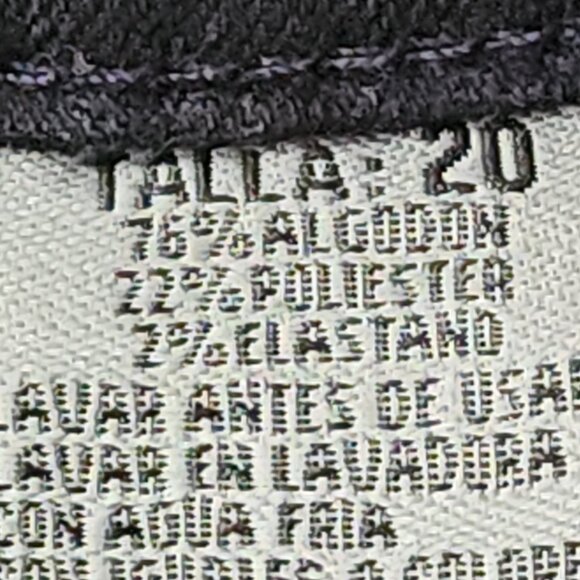 TALLA: 20
76% ALGODON
22% POLIESTER
2% ELASTANO
LAVAR ANTES DE USAR
LAVAR EN LAVADORA
CON AGUA FRIA